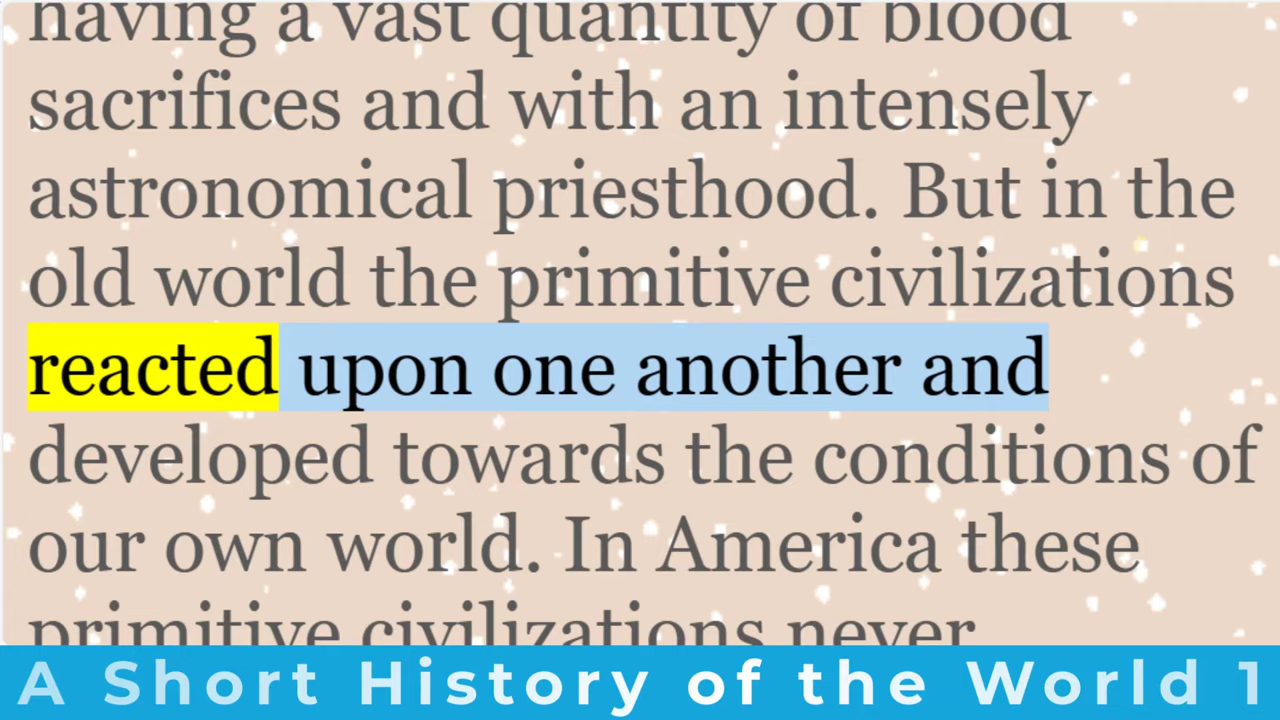 having a vast quantity of blood
sacrifices and with an intensely
astronomical priesthood. But in the
old world the primitive civilizations
reacted upon one another and
developed towards the conditions of
our own world. In America these
primitive civilizations never
A Short History of the World 1